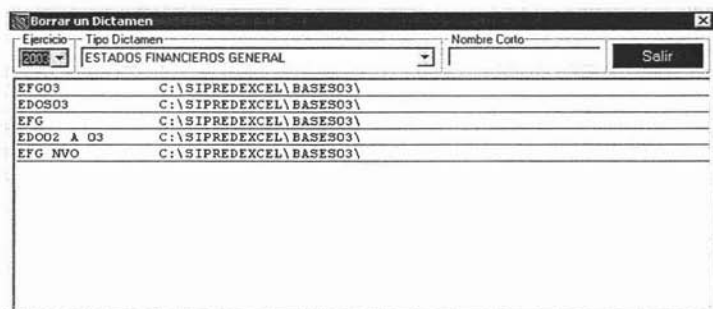 Borrar un Dictamen
Ejercicio Tipo Dictamen Nombre Corto
2003 ESTADOS FINANCIEROS GENERAL Salir
EFG03 C:\SIPREDEXCEL\BASES03\
EDOS03 C:\SIPREDEXCEL\BASES03\
EFG C:\SIPREDEXCEL\BASES03\
EDO02 A 03 C:\SIPREDEXCEL\BASES03\
EFG NVO C:\SIPREDEXCEL\BASES03\